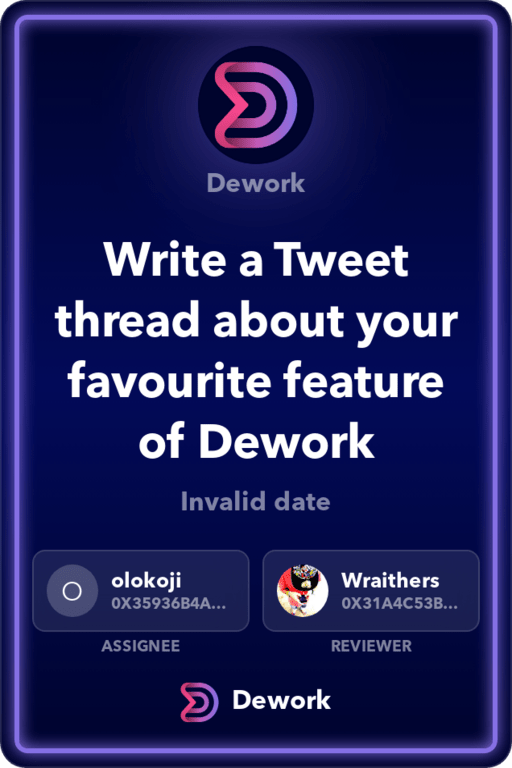 Dework
Write a Tweet
thread about your
favourite feature
of Dework
Invalid date
O
olokoji
0X35936B4A...
Wraithers
0X31A4C53B...
ASSIGNEE
REVIEWER
Dework